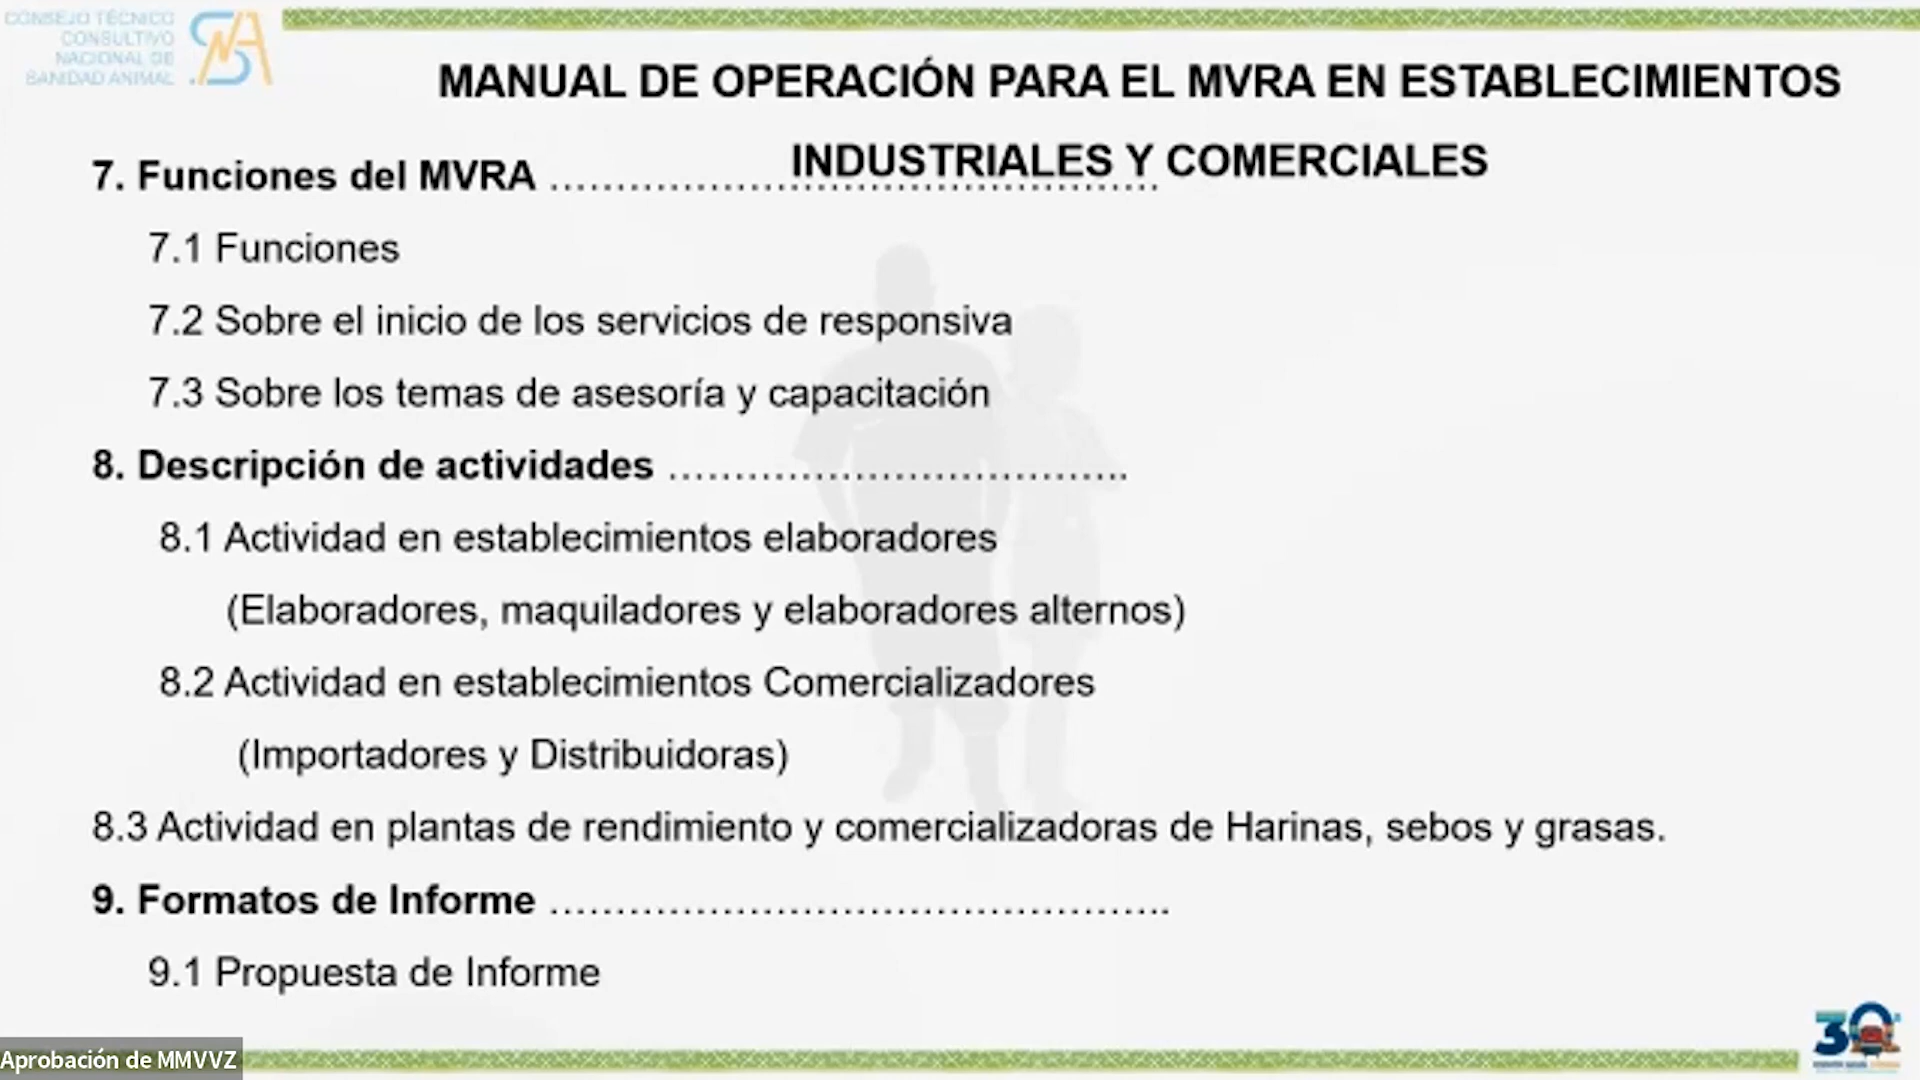 CONSEJO TÉCNICO
CONSULTIVO
NACIONAL DE
SANIDAD ANIMAL
MANUAL DE OPERACIÓN PARA EL MVRA EN ESTABLECIMIENTOS
INDUSTRIALES Y COMERCIALES
7. Funciones del MVRA ……………………………………………….
7.1 Funciones
7.2 Sobre el inicio de los servicios de responsiva
7.3 Sobre los temas de asesoría y capacitación
8. Descripción de actividades …………………………………..
8.1 Actividad en establecimientos elaboradores
(Elaboradores, maquiladores y elaboradores alternos)
8.2 Actividad en establecimientos Comercializadores
(Importadores y Distribuidoras)
8.3 Actividad en plantas de rendimiento y comercializadoras de Harinas, sebos y grasas.
9. Formatos de Informe ………………………………………………..
9.1 Propuesta de Informe
30
Aprobación de MMVVZ